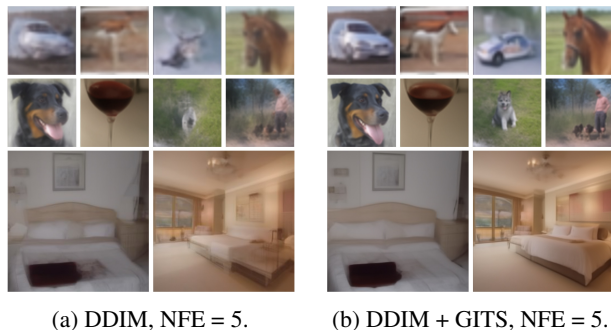 (a) DDIM, NFE = 5.
(b) DDIM + GITS, NFE = 5.